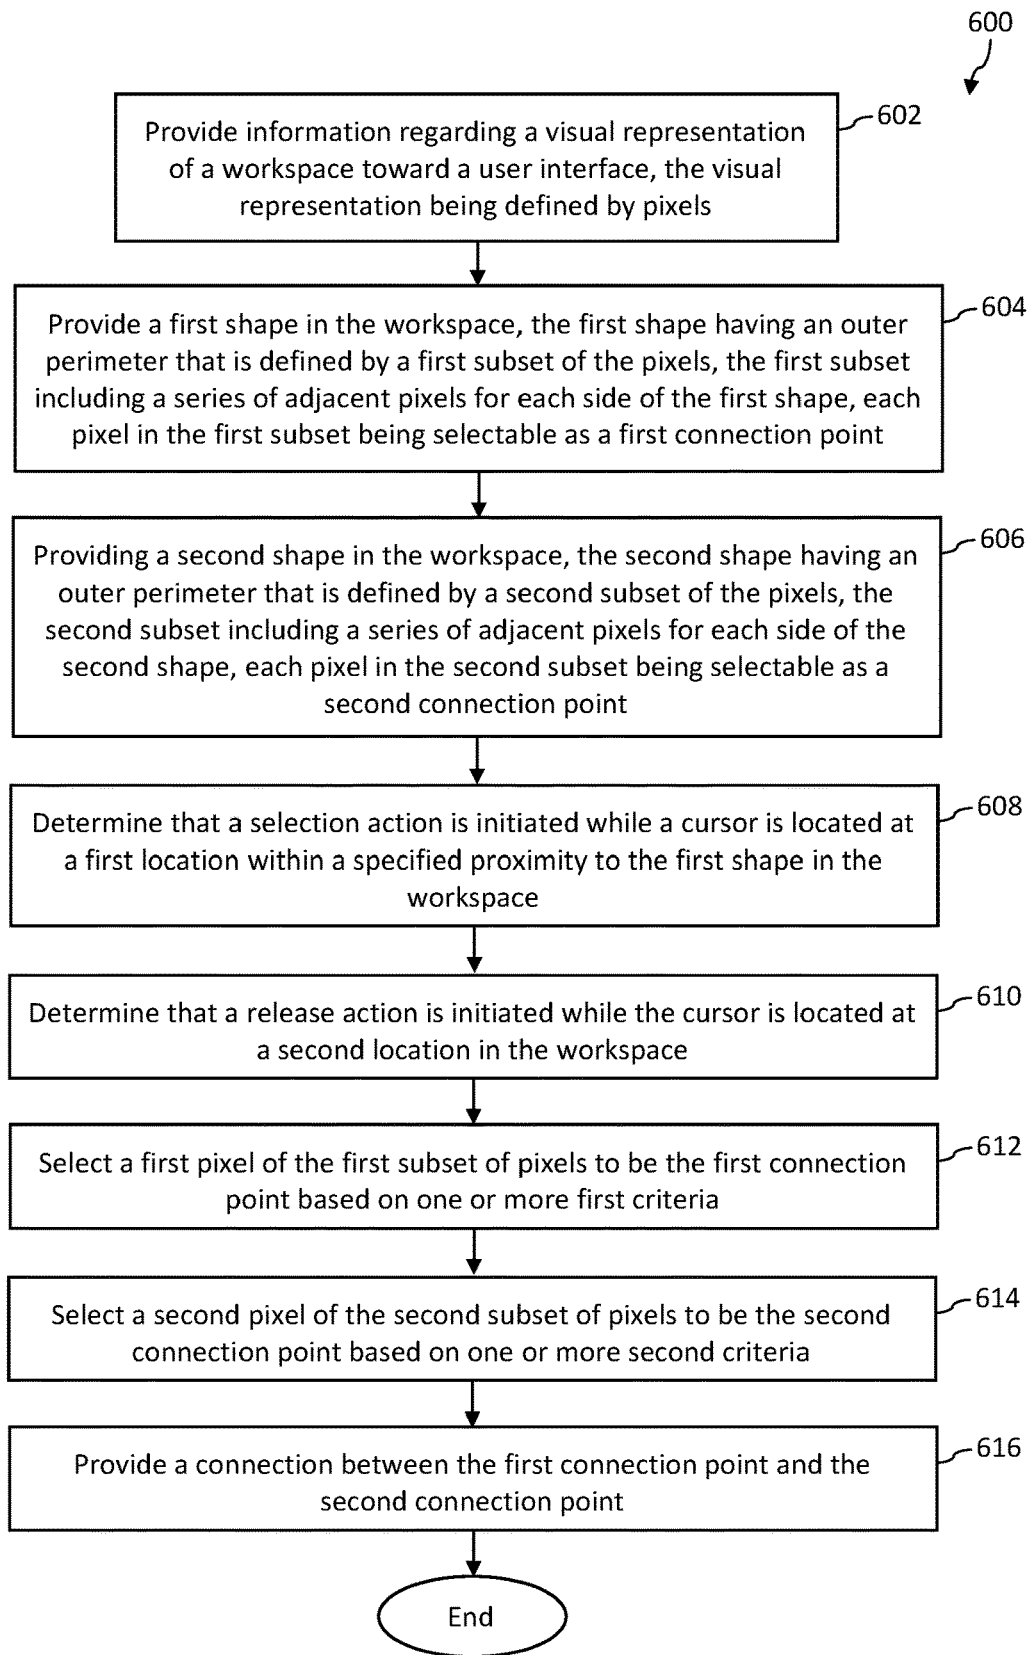 600
602
Provide information regarding a visual representation
of a workspace toward a user interface, the visual
representation being defined by pixels
604
Provide a first shape in the workspace, the first shape having an outer
perimeter that is defined by a first subset of the pixels, the first subset
including a series of adjacent pixels for each side of the first shape, each
pixel in the first subset being selectable as a first connection point
606
Providing a second shape in the workspace, the second shape having an
outer perimeter that is defined by a second subset of the pixels, the
second subset including a series of adjacent pixels for each side of the
second shape, each pixel in the second subset being selectable as a
second connection point
608
Determine that a selection action is initiated while a cursor is located at
a first location within a specified proximity to the first shape in the
workspace
610
Determine that a release action is initiated while the cursor is located at
a second location in the workspace
612
Select a first pixel of the first subset of pixels to be the first connection
point based on one or more first criteria
614
Select a second pixel of the second subset of pixels to be the second
connection point based on one or more second criteria
616
Provide a connection between the first connection point and the
second connection point
End